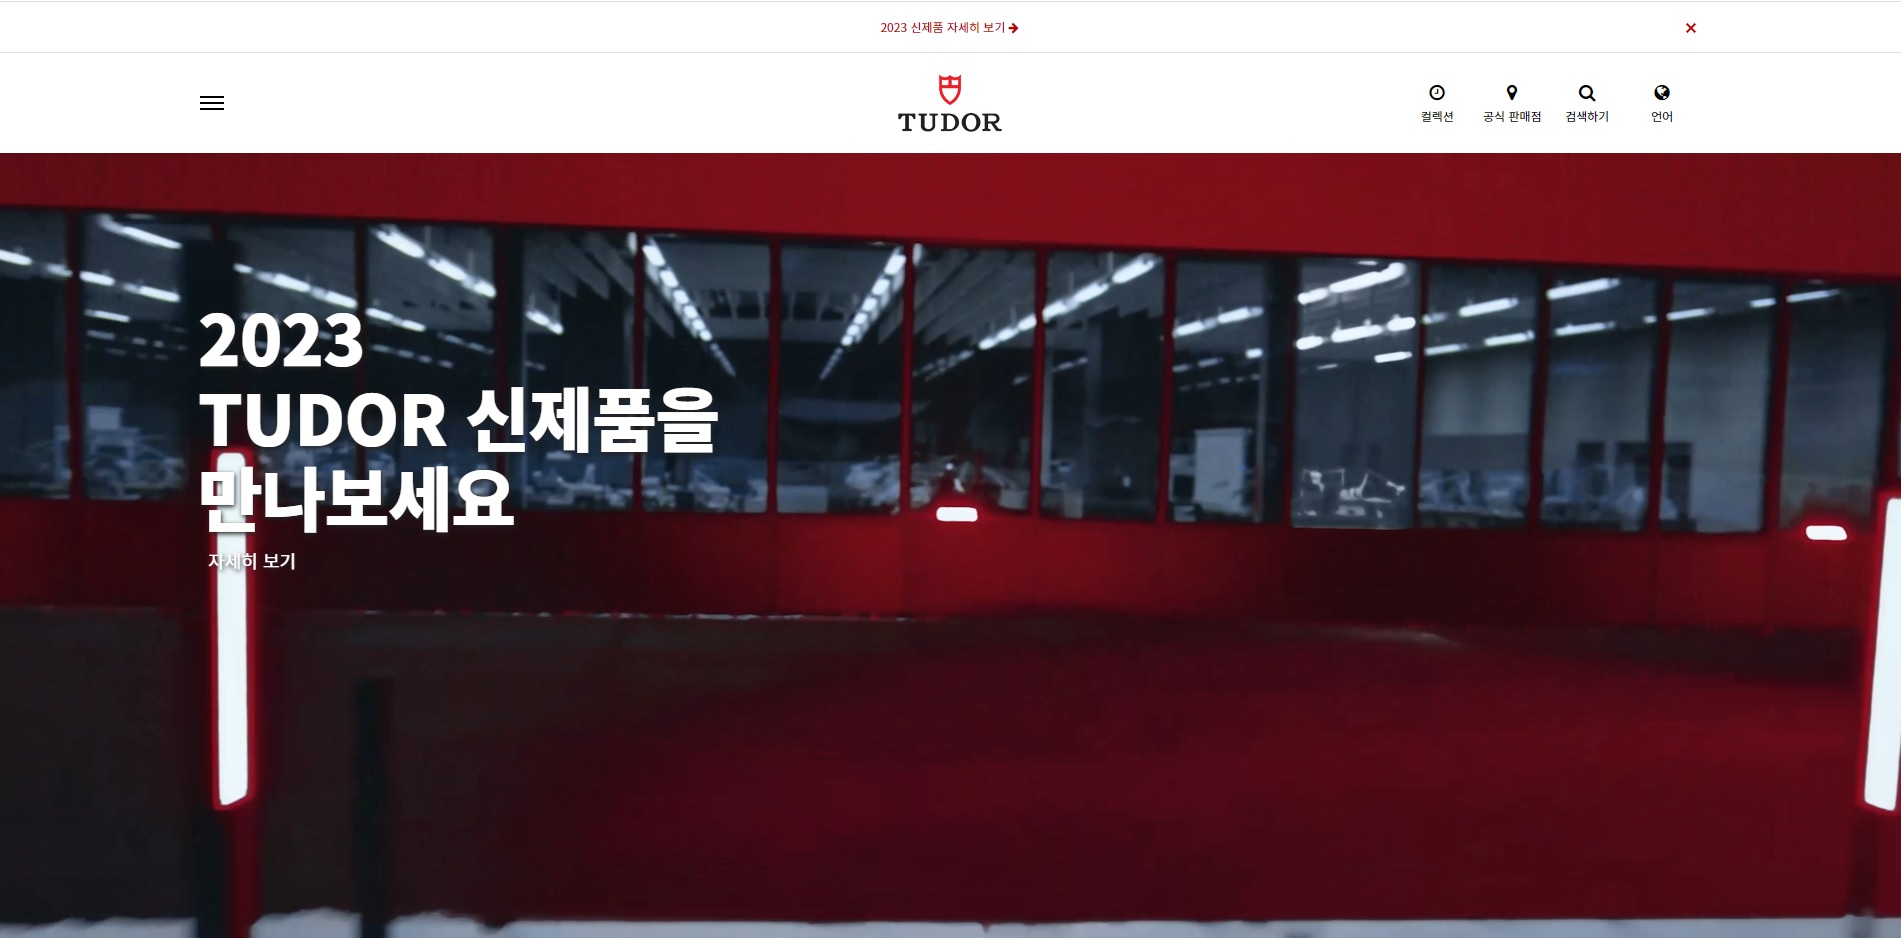 2023 신제품 자세히 보기
TUDOR
컬렉션
공식 판매점
검색하기
언어
2023
TUDOR 신제품을
만나보세요
자세히 보기